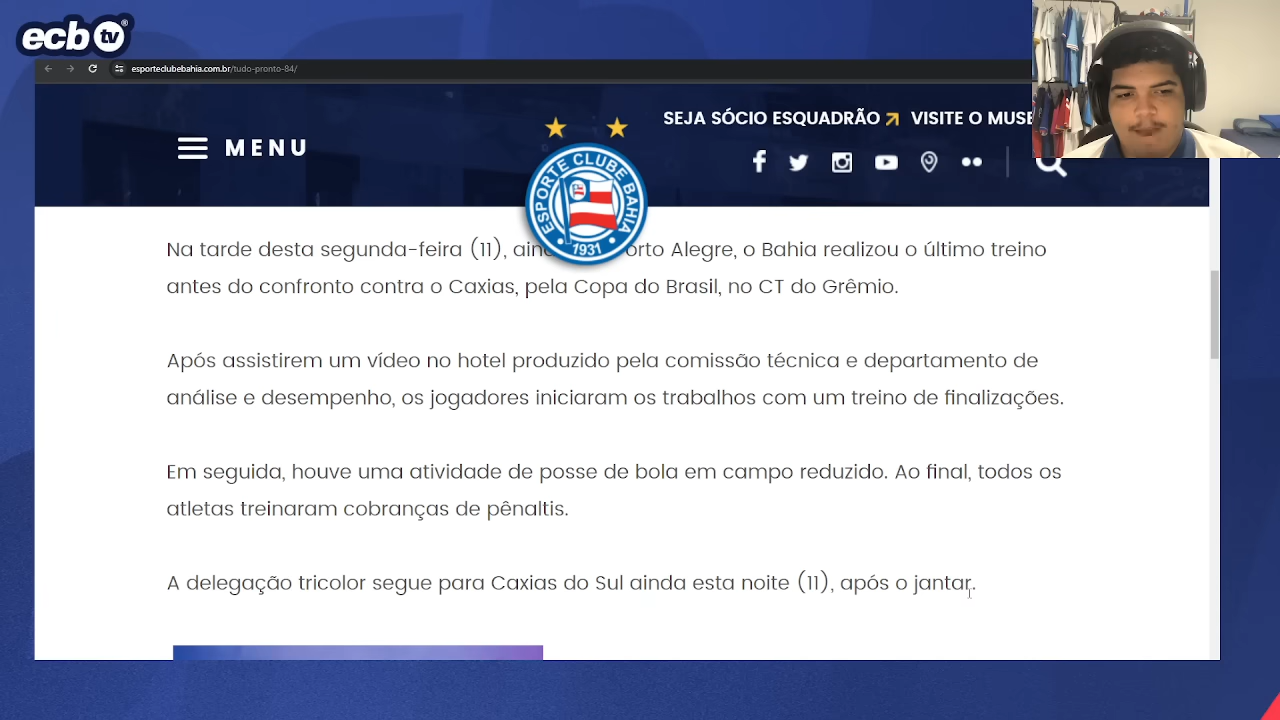 ecb tv
esporteclubebahia.com.br/tudo-pronto-84/
SEJA SÓCIO ESQUADRÃO VISITE O MUSE
MENU
ESPORTE CLUBE BAHIA
1931
Na tarde desta segunda-feira (11), orto Alegre, o Bahia realizou o último treino
antes do confronto contra o Caxias, pela Copa do Brasil, no CT do Grêmio.
Após assistirem um vídeo no hotel produzido pela comissão técnica e departamento de
análise e desempenho, os jogadores iniciaram os trabalhos com um treino de finalizações.
Em seguida, houve uma atividade de posse de bola em campo reduzido. Ao final, todos os
atletas treinaram cobranças de pênaltis.
A delegação tricolor segue para Caxias do Sul ainda esta noite (11), após o jantar.